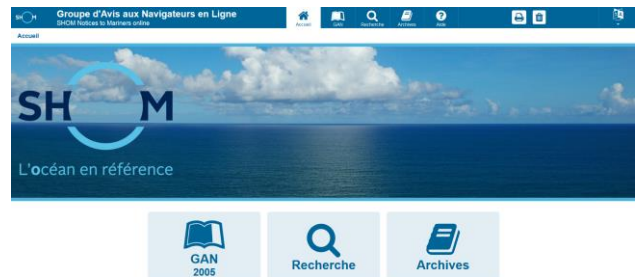 SHOM
Groupe d'Avis aux Navigateurs en Ligne
SHOM Notices to Mariners online
Accueil
GAN
Recherche
Archives
Aide
Accueil
SHOM
L'océan en référence
GAN
2005
Recherche
Archives